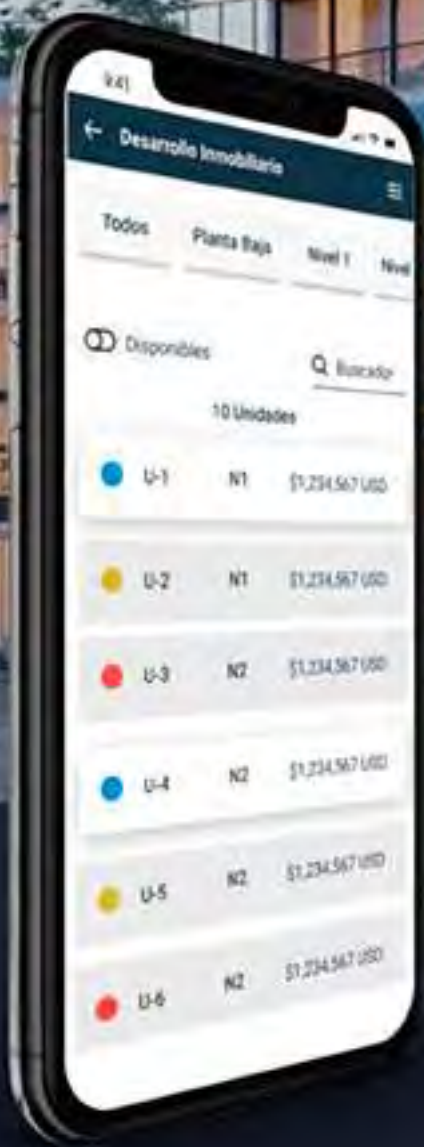 9:41
Desarrollo Inmobiliario
Todos Planta Baja Nivel 1 Nivel
Disponibles Buscador
10 Unidades
U-1 N1 $1,234,567 USD
U-2 N1 $1,234,567 USD
U-3 N2 $1,234,567 USD
U-4 N2 $1,234,567 USD
U-5 N2 $1,234,567 USD
U-6 N2 $1,234,567 USD